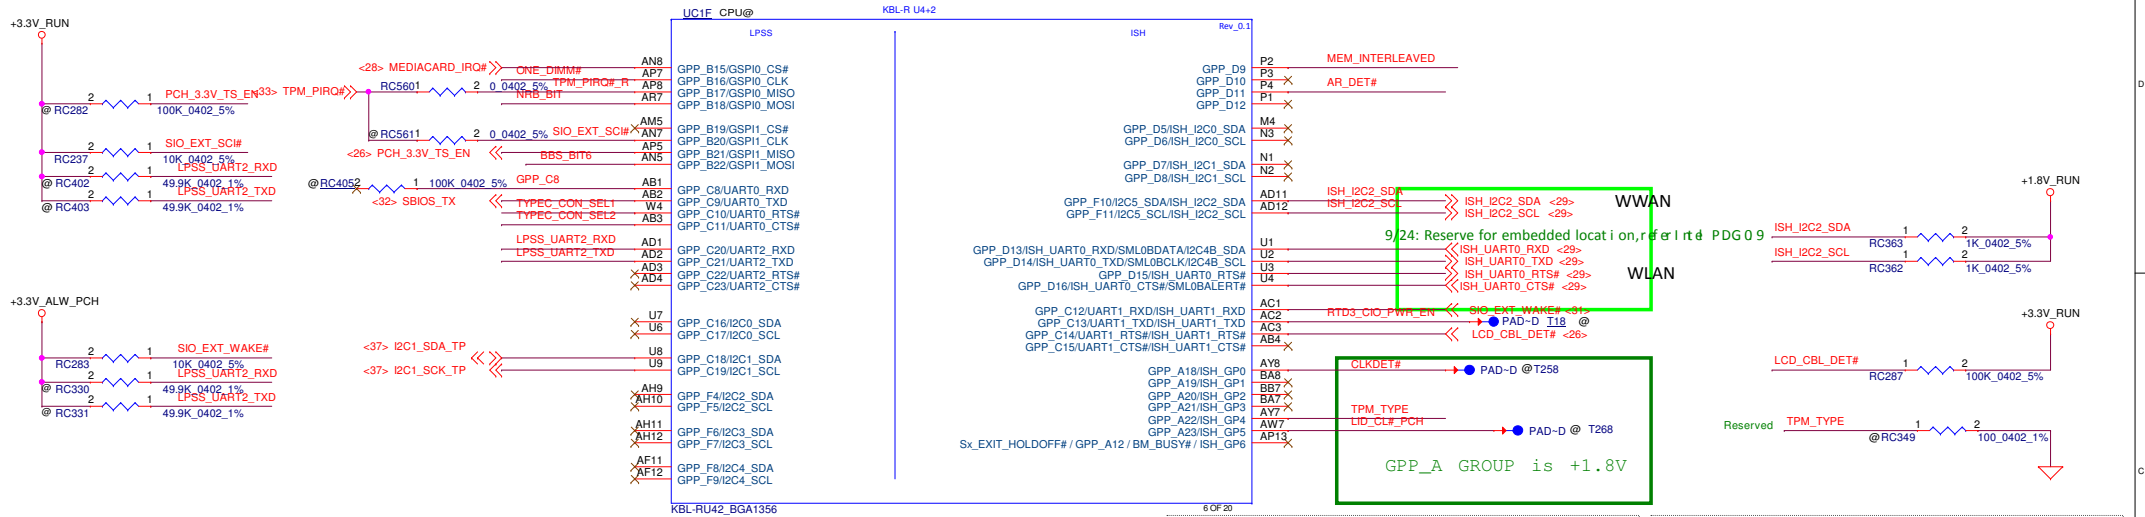 +3.3V_RUN
@ RC282 2 1 PCH_3.3V_TS_EN
100K_0402_5%
RC237 2 1 SIO_EXT_SCI#
10K_0402_5%
@ RC402 2 1 LPSS_UART2_RXD
49.9K_0402_1%
@ RC403 2 1 LPSS_UART2_TXD
49.9K_0402_1%
+3.3V_ALW_PCH
RC283 2 1 SIO_EXT_WAKE#
10K_0402_5%
@ RC330 2 1 LPSS_UART2_RXD
49.9K_0402_1%
@ RC331 2 1 LPSS_UART2_TXD
49.9K_0402_1%
<28> MEDIACARD_IRQ#
ONE_DIMM#
<33> TPM_PIRQ#
RC560 1 2 0_0402_5% TPM_PIRQ#_R
NRB_BIT
@ RC561 1 2 0_0402_5% SIO_EXT_SCI#
<26> PCH_3.3V_TS_EN
BBS_BIT6
@ RC405 2 1 100K_0402_5% GPP_C8
<32> SBIOS_TX
TYPEC_CON_SEL1
TYPEC_CON_SEL2
LPSS_UART2_RXD
LPSS_UART2_TXD
<37> I2C1_SDA_TP
<37> I2C1_SCK_TP
UC1F CPU@
KBL-R U4+2
Rev_0.1
LPSS
ISH
AN8 GPP_B15/GSPI0_CS#
AP7 GPP_B16/GSPI0_CLK
AP8 GPP_B17/GSPI0_MISO
AR7 GPP_B18/GSPI0_MOSI
AM5 GPP_B19/GSPI1_CS#
AN7 GPP_B20/GSPI1_CLK
AP5 GPP_B21/GSPI1_MISO
AN5 GPP_B22/GSPI1_MOSI
AB1 GPP_C8/UART0_RXD
AB2 GPP_C9/UART0_TXD
W4 GPP_C10/UART0_RTS#
AB3 GPP_C11/UART0_CTS#
AD1 GPP_C20/UART2_RXD
AD2 GPP_C21/UART2_TXD
AD3 GPP_C22/UART2_RTS#
AD4 GPP_C23/UART2_CTS#
U7 GPP_C16/I2C0_SDA
U6 GPP_C17/I2C0_SCL
U8 GPP_C18/I2C1_SDA
U9 GPP_C19/I2C1_SCL
AH9 GPP_F4/I2C2_SDA
AH10 GPP_F5/I2C2_SCL
AH11 GPP_F6/I2C3_SDA
AH12 GPP_F7/I2C3_SCL
AF11 GPP_F8/I2C4_SDA
AF12 GPP_F9/I2C4_SCL
GPP_D9 P2 MEM_INTERLEAVED
GPP_D10 P3
GPP_D11 P4 AR_DET#
GPP_D12 P1
GPP_D5/ISH_I2C0_SDA M4
GPP_D6/ISH_I2C0_SCL N3
GPP_D7/ISH_I2C1_SDA N1
GPP_D8/ISH_I2C1_SCL N2
GPP_F10/I2C5_SDA/ISH_I2C2_SDA AD11 ISH_I2C2_SDA ISH_I2C2_SDA <29>
GPP_F11/I2C5_SCL/ISH_I2C2_SCL AD12 ISH_I2C2_SCL ISH_I2C2_SCL <29>
WWAN
9/24: Reserve for embedded location,refer Intel PDG09
GPP_D13/ISH_UART0_RXD/SML0BDATA/I2C4B_SDA U1 ISH_UART0_RXD <29>
GPP_D14/ISH_UART0_TXD/SML0BCLK/I2C4B_SCL U2 ISH_UART0_TXD <29>
GPP_D15/ISH_UART0_RTS# U3 ISH_UART0_RTS# <29>
GPP_D16/ISH_UART0_CTS#/SML0BALERT# U4 ISH_UART0_CTS# <29>
WLAN
GPP_C12/UART1_RXD/ISH_UART1_RXD AC1 SIO_EXT_WAKE# <31>
GPP_C13/UART1_TXD/ISH_UART1_TXD AC2 RTD3_CIO_PWR_EN PAD~D T18 @
GPP_C14/UART1_RTS#/ISH_UART1_RTS# AC3 LCD_CBL_DET# <26>
GPP_C15/UART1_CTS#/ISH_UART1_CTS# AB4
GPP_A18/ISH_GP0 AY8 CLKDET# PAD~D @T258
GPP_A19/ISH_GP1 BA8
GPP_A20/ISH_GP2 BB7
GPP_A21/ISH_GP3 BA7
GPP_A22/ISH_GP4 AY7 TPM_TYPE
GPP_A23/ISH_GP5 AW7 LID_CL#_PCH PAD~D @ T268
Sx_EXIT_HOLDOFF# / GPP_A12 / BM_BUSY# / ISH_GP6 AP13
GPP_A GROUP is +1.8V
KBL-RU42_BGA1356
6 OF 20
+1.8V_RUN
ISH_I2C2_SDA RC363 1 2 1K_0402_5%
ISH_I2C2_SCL RC362 1 2 1K_0402_5%
+3.3V_RUN
LCD_CBL_DET# RC287 1 2 100K_0402_5%
Reserved TPM_TYPE @RC349 1 2 100_0402_1%
D
C